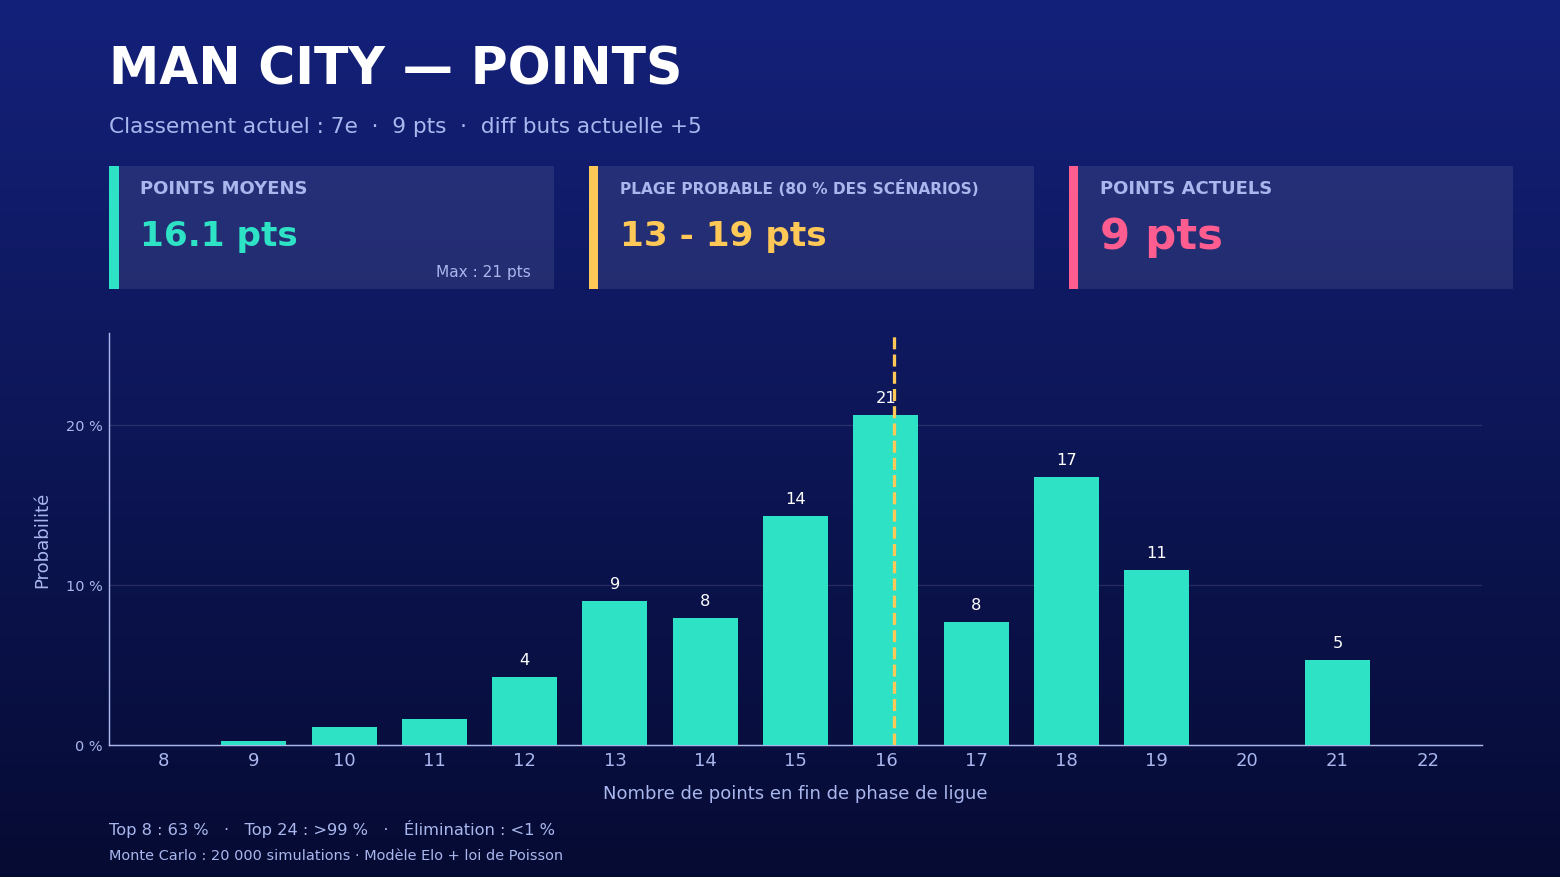 MAN CITY — POINTS
Classement actuel : 7e · 9 pts · diff buts actuelle +5
POINTS MOYENS
16.1 pts
Max : 21 pts
PLAGE PROBABLE (80 % DES SCÉNARIOS)
13 - 19 pts
POINTS ACTUELS
9 pts
Probabilité
20 %
10 %
0 %
4
9
8
14
21
8
17
11
5
8 9 10 11 12 13 14 15 16 17 18 19 20 21 22
Nombre de points en fin de phase de ligue
Top 8 : 63 % · Top 24 : >99 % · Élimination : <1 %
Monte Carlo : 20 000 simulations · Modèle Elo + loi de Poisson